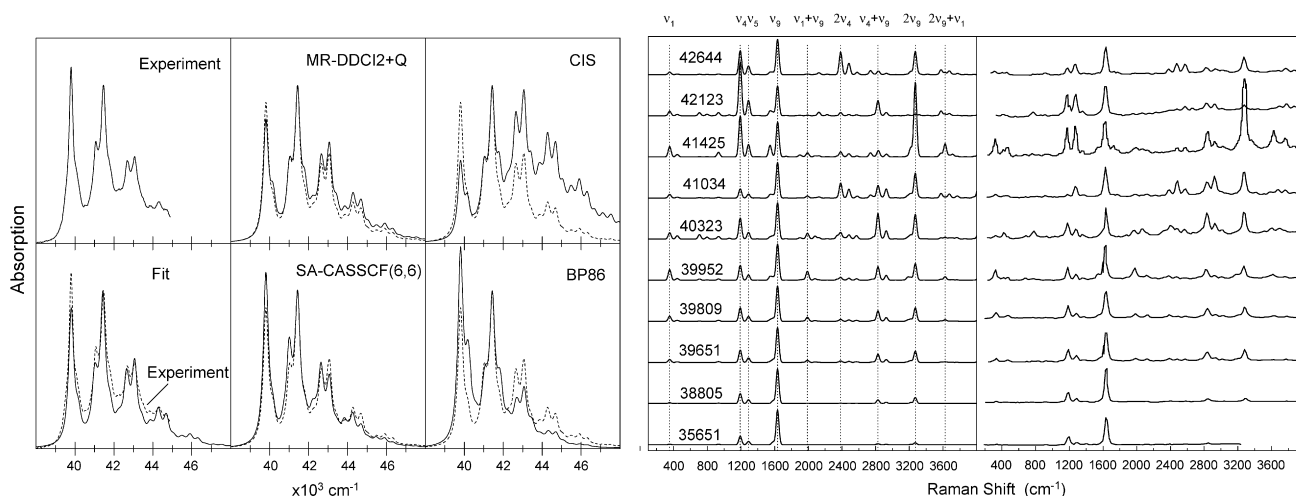 ν₁ ν₄ν₅ ν₉ ν₁+ν₉ 2ν₄ ν₄+ν₉ 2ν₉ 2ν₉+ν₁
Experiment
MR-DDCI2+Q
CIS
Fit
Experiment
SA-CASSCF(6,6)
BP86
Absorption
40 42 44 46 40 42 44 46 40 42 44 46
x10³ cm⁻¹
42644
42123
41425
41034
40323
39952
39809
39651
38805
35651
400 800 1200 1600 2000 2400 2800 3200 3600 400 800 1200 1600 2000 2400 2800 3200 3600
Raman Shift (cm⁻¹)